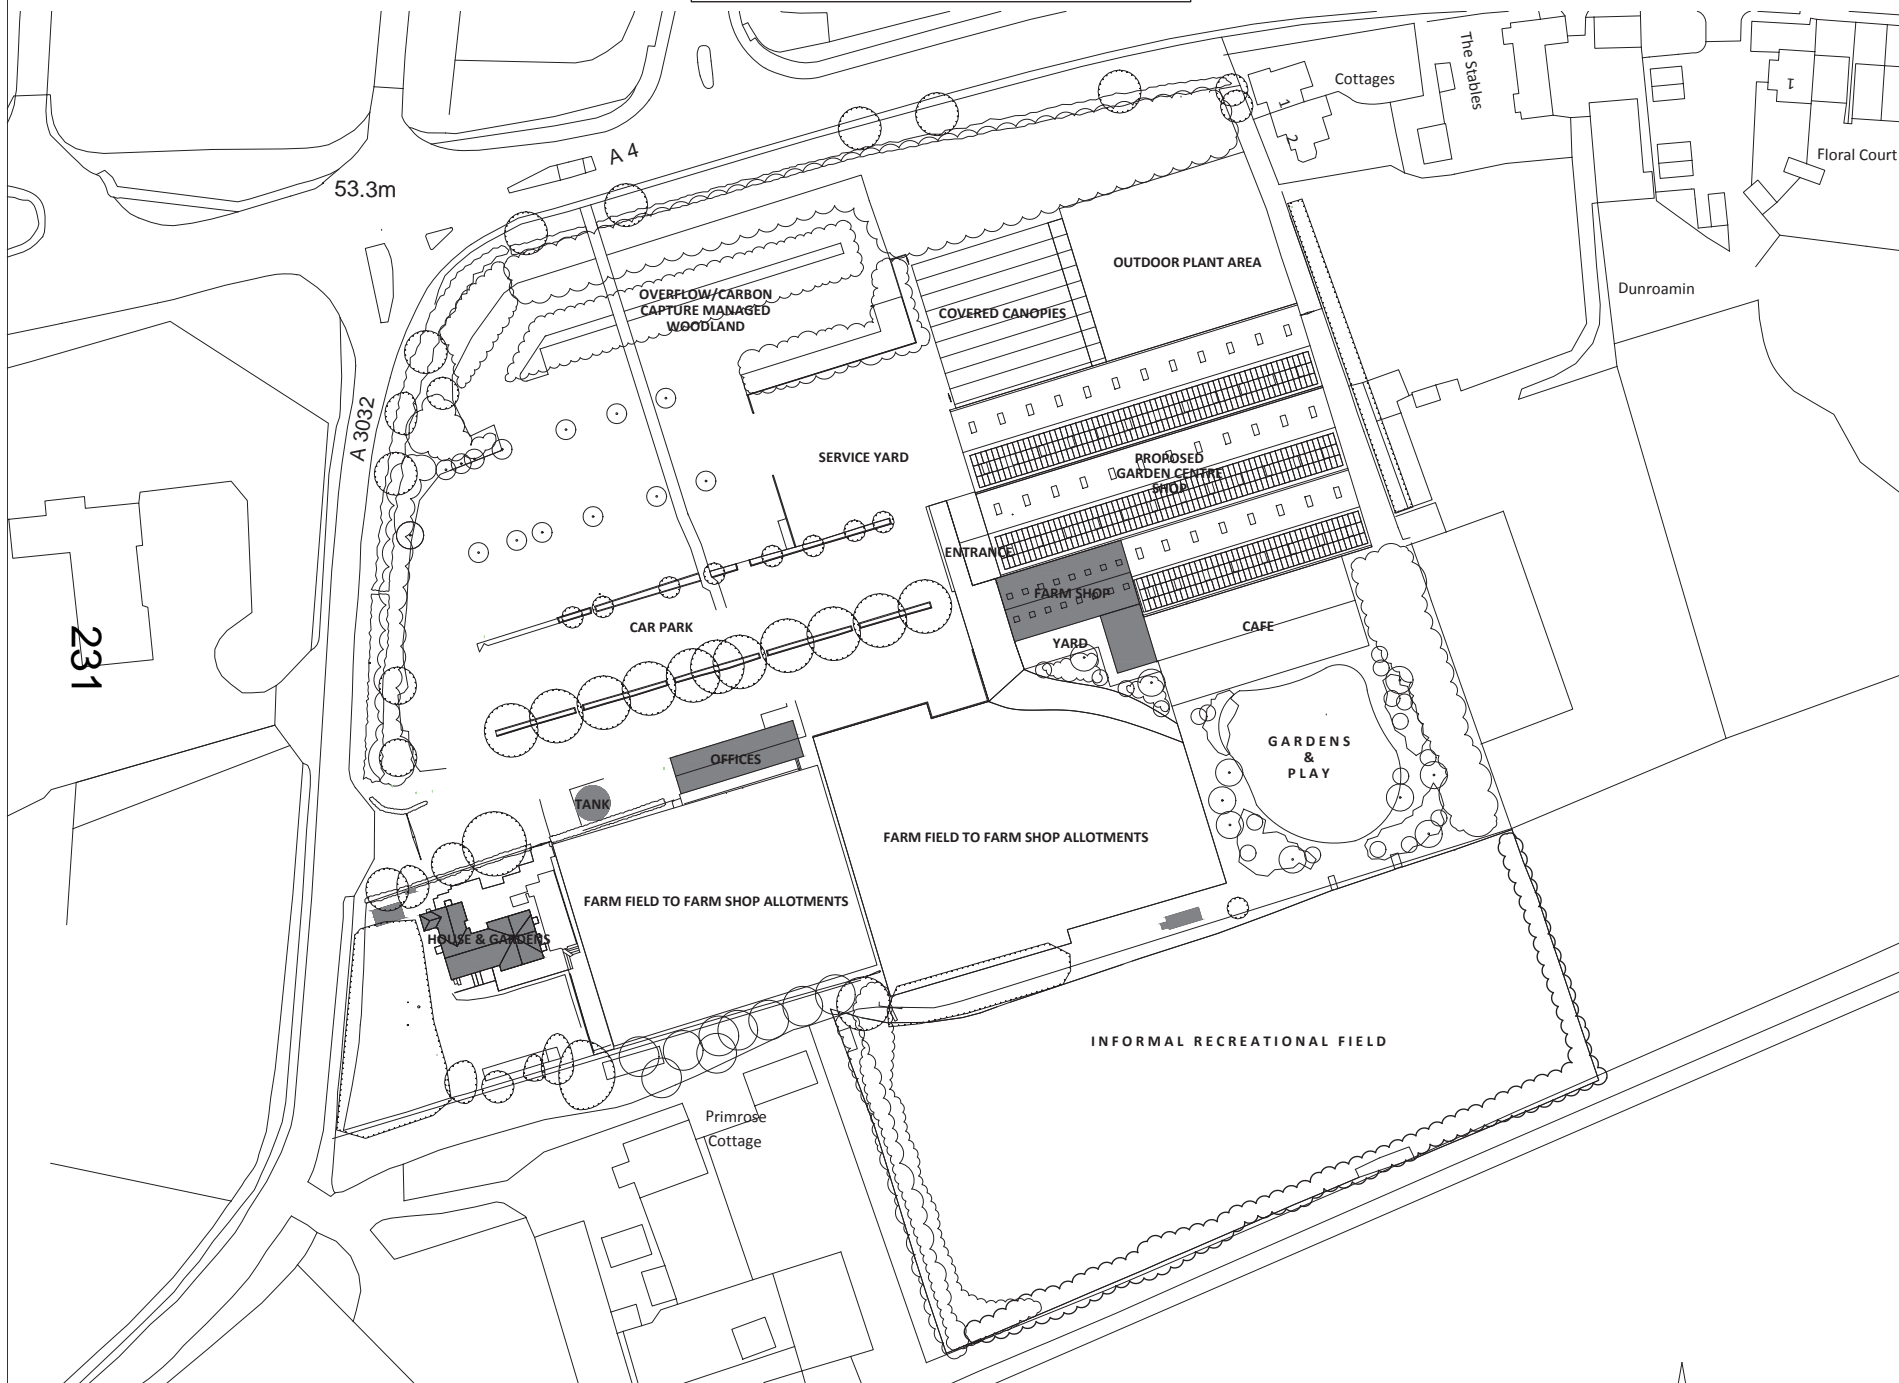 The Stables
Cottages
1
2
1
Floral Court
A 4
53.3m
OUTDOOR PLANT AREA
Dunroamin
OVERFLOW/CARBON
CAPTURE MANAGED
WOODLAND
COVERED CANOPIES
A 3032
SERVICE YARD
PROPOSED
GARDEN CENTRE
SHOP
ENTRANCE
FARM SHOP
CAR PARK
CAFE
YARD
231
GARDENS
&
PLAY
OFFICES
TANK
FARM FIELD TO FARM SHOP ALLOTMENTS
FARM FIELD TO FARM SHOP ALLOTMENTS
HOUSE & GARDENS
INFORMAL RECREATIONAL FIELD
Primrose
Cottage